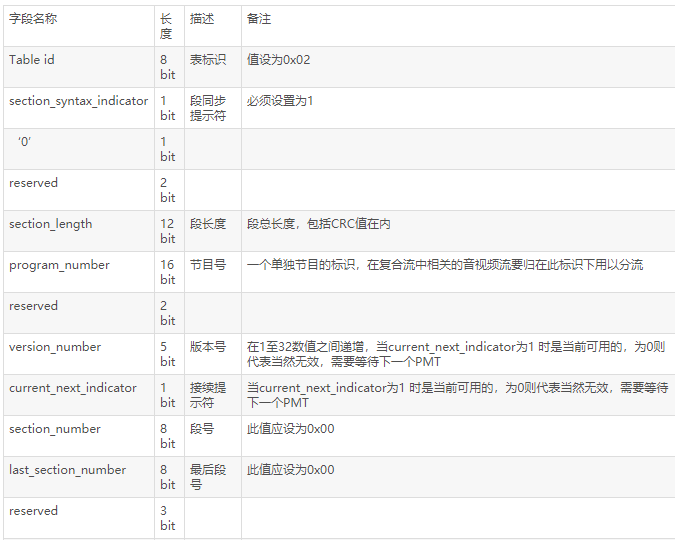 字段名称 长 描述 备注
度
Table id 8 表标识 值设为0x02
bit
section_syntax_indicator 1 段同步 必须设置为1
bit 提示符
‘0’ 1
bit
reserved 2
bit
section_length 12 段长度 段总长度，包括CRC值在内
bit
program_number 16 节目号 一个单独节目的标识，在复合流中相关的音视频流要归在此标识下用以分流
bit
reserved 2
bit
version_number 5 版本号 在1至32数值之间递增，当current_next_indicator为1 时是当前可用的，为0则
bit 代表当然无效，需要等待下一个PMT
current_next_indicator 1 接续提 当current_next_indicator为1 时是当前可用的，为0则代表当然无效，需要等待
bit 示符 下一个PMT
section_number 8 段号 此值应设为0x00
bit
last_section_number 8 最后段 此值应设为0x00
bit 号
reserved 3
bit